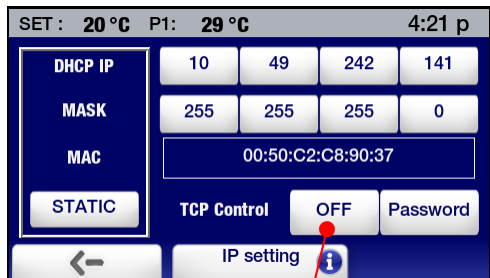 SET : 20 °C P1: 29 °C 4:21 p
DHCP IP 10 49 242 141
MASK 255 255 255 0
MAC 00:50:C2:C8:90:37
STATIC TCP Control OFF Password
IP setting i